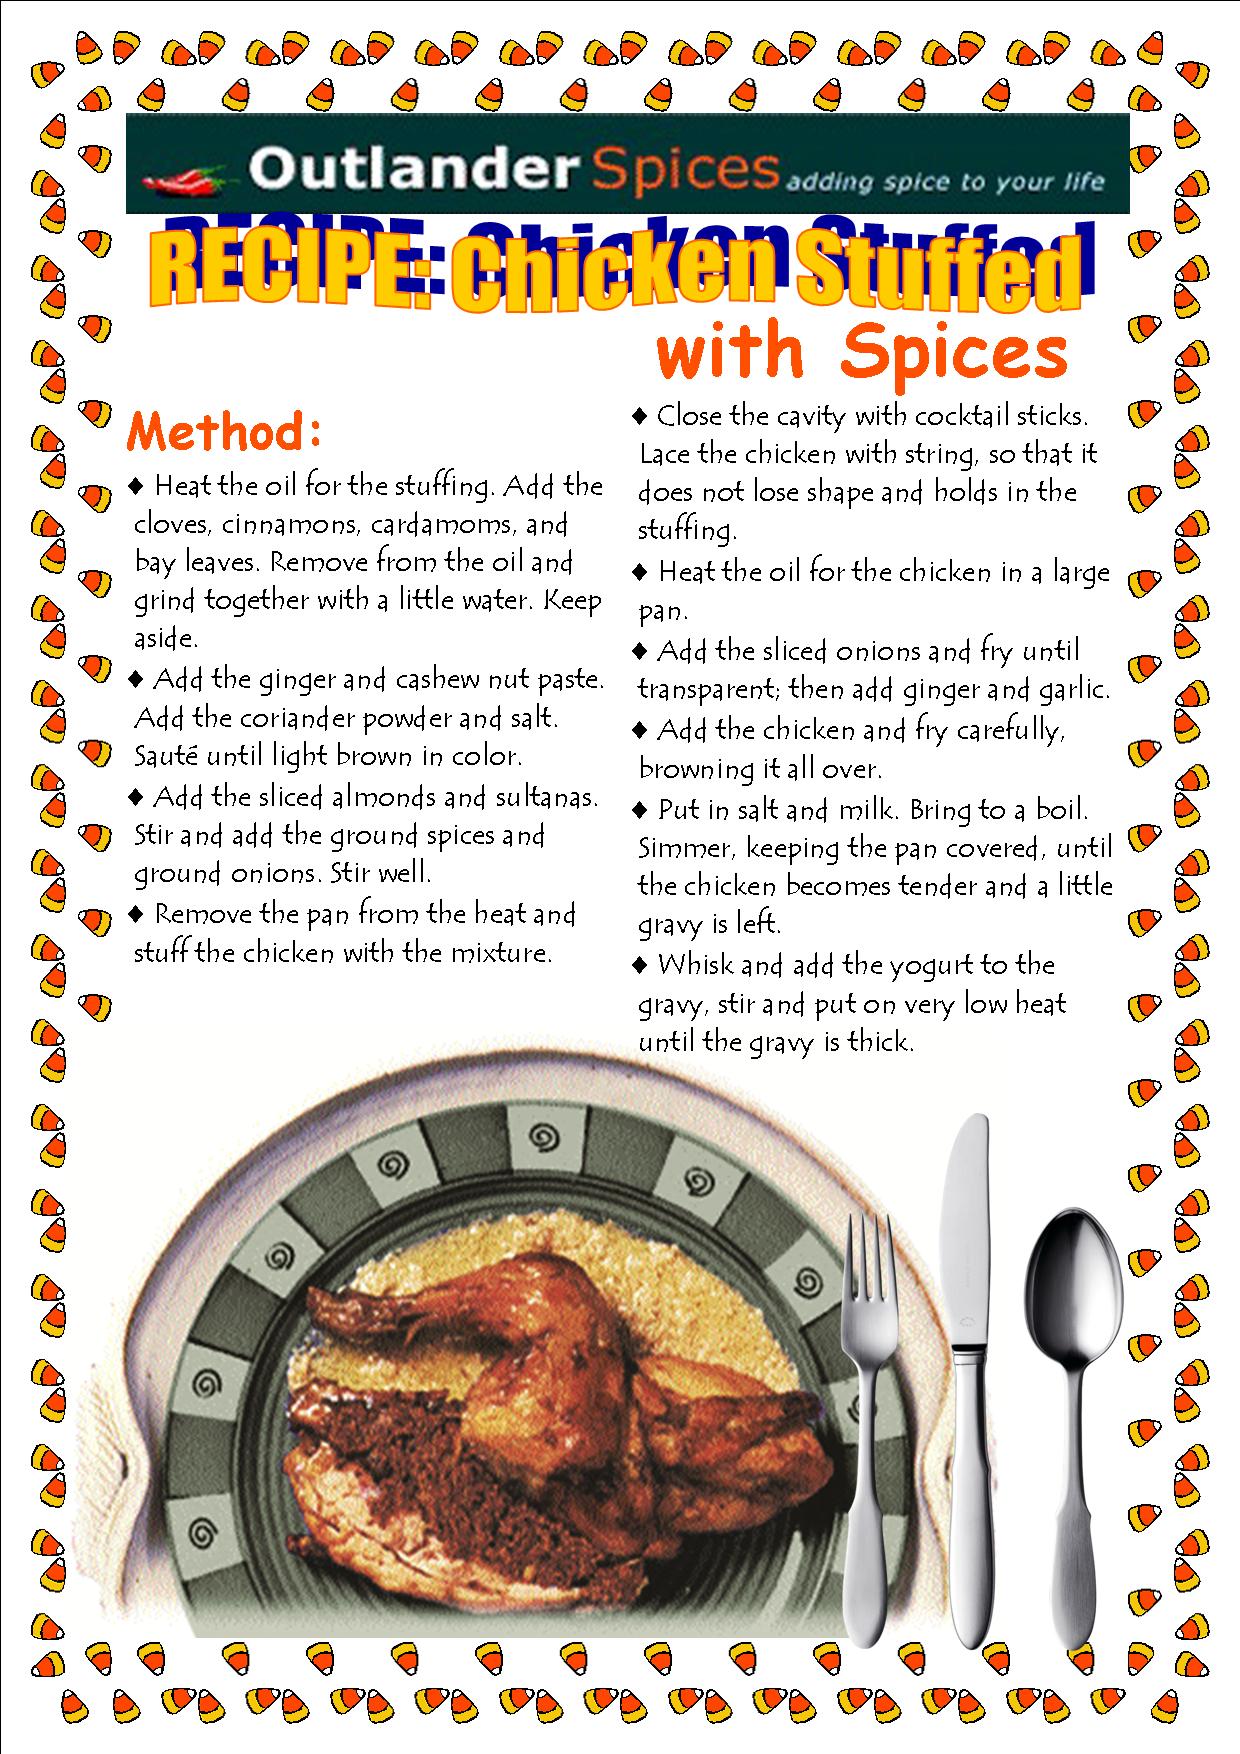 Outlander Spices adding spice to your life
RECIPE: Chicken Stuffed
with Spices
Method:
♦ Heat the oil for the stuffing. Add the
cloves, cinnamons, cardamoms, and
bay leaves. Remove from the oil and
grind together with a little water. Keep
aside.
♦ Add the ginger and cashew nut paste.
Add the coriander powder and salt.
Sauté until light brown in color.
♦ Add the sliced almonds and sultanas.
Stir and add the ground spices and
ground onions. Stir well.
♦ Remove the pan from the heat and
stuff the chicken with the mixture.
♦ Close the cavity with cocktail sticks.
Lace the chicken with string, so that it
does not lose shape and holds in the
stuffing.
♦ Heat the oil for the chicken in a large
pan.
♦ Add the sliced onions and fry until
transparent; then add ginger and garlic.
♦ Add the chicken and fry carefully,
browning it all over.
♦ Put in salt and milk. Bring to a boil.
Simmer, keeping the pan covered, until
the chicken becomes tender and a little
gravy is left.
♦ Whisk and add the yogurt to the
gravy, stir and put on very low heat
until the gravy is thick.